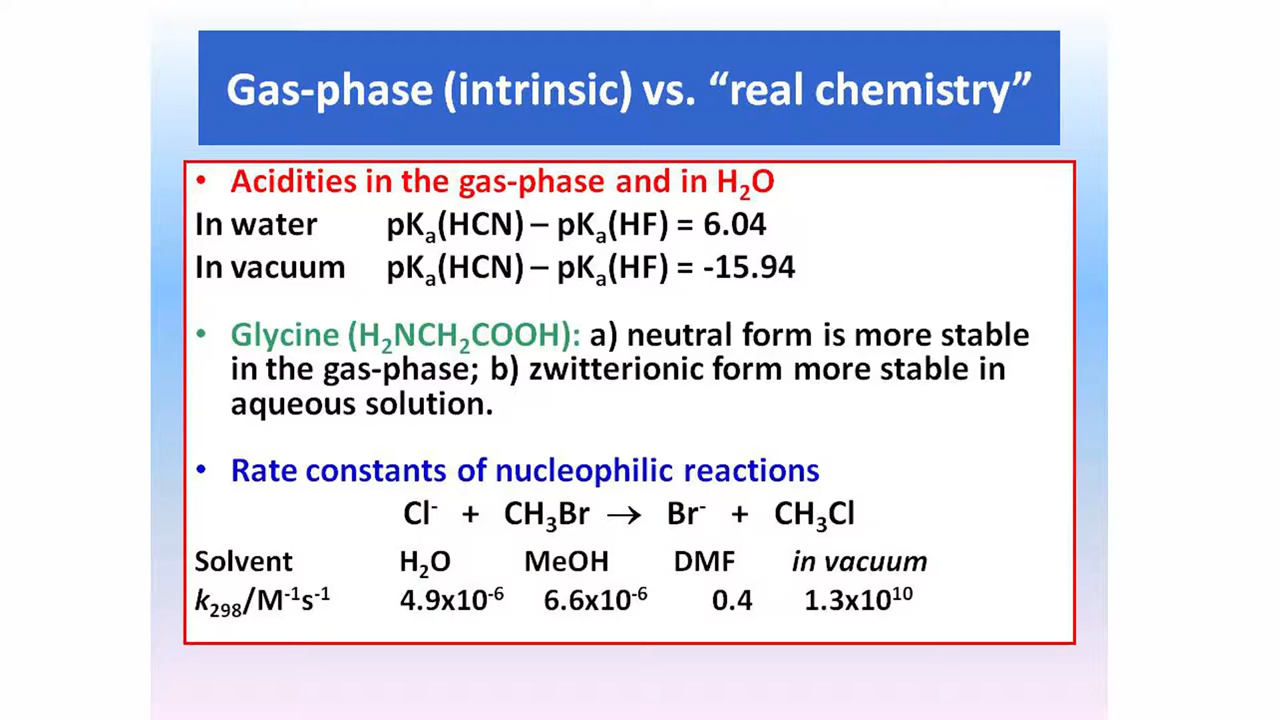 Gas-phase (intrinsic) vs. “real chemistry”
• Acidities in the gas-phase and in H₂O
In water pKₐ(HCN) – pKₐ(HF) = 6.04
In vacuum pKₐ(HCN) – pKₐ(HF) = -15.94
• Glycine (H₂NCH₂COOH): a) neutral form is more stable
in the gas-phase; b) zwitterionic form more stable in
aqueous solution.
• Rate constants of nucleophilic reactions
Cl⁻ + CH₃Br → Br⁻ + CH₃Cl
Solvent H₂O MeOH DMF in vacuum
k₂₉₈/M⁻¹s⁻¹ 4.9x10⁻⁶ 6.6x10⁻⁶ 0.4 1.3x10¹⁰